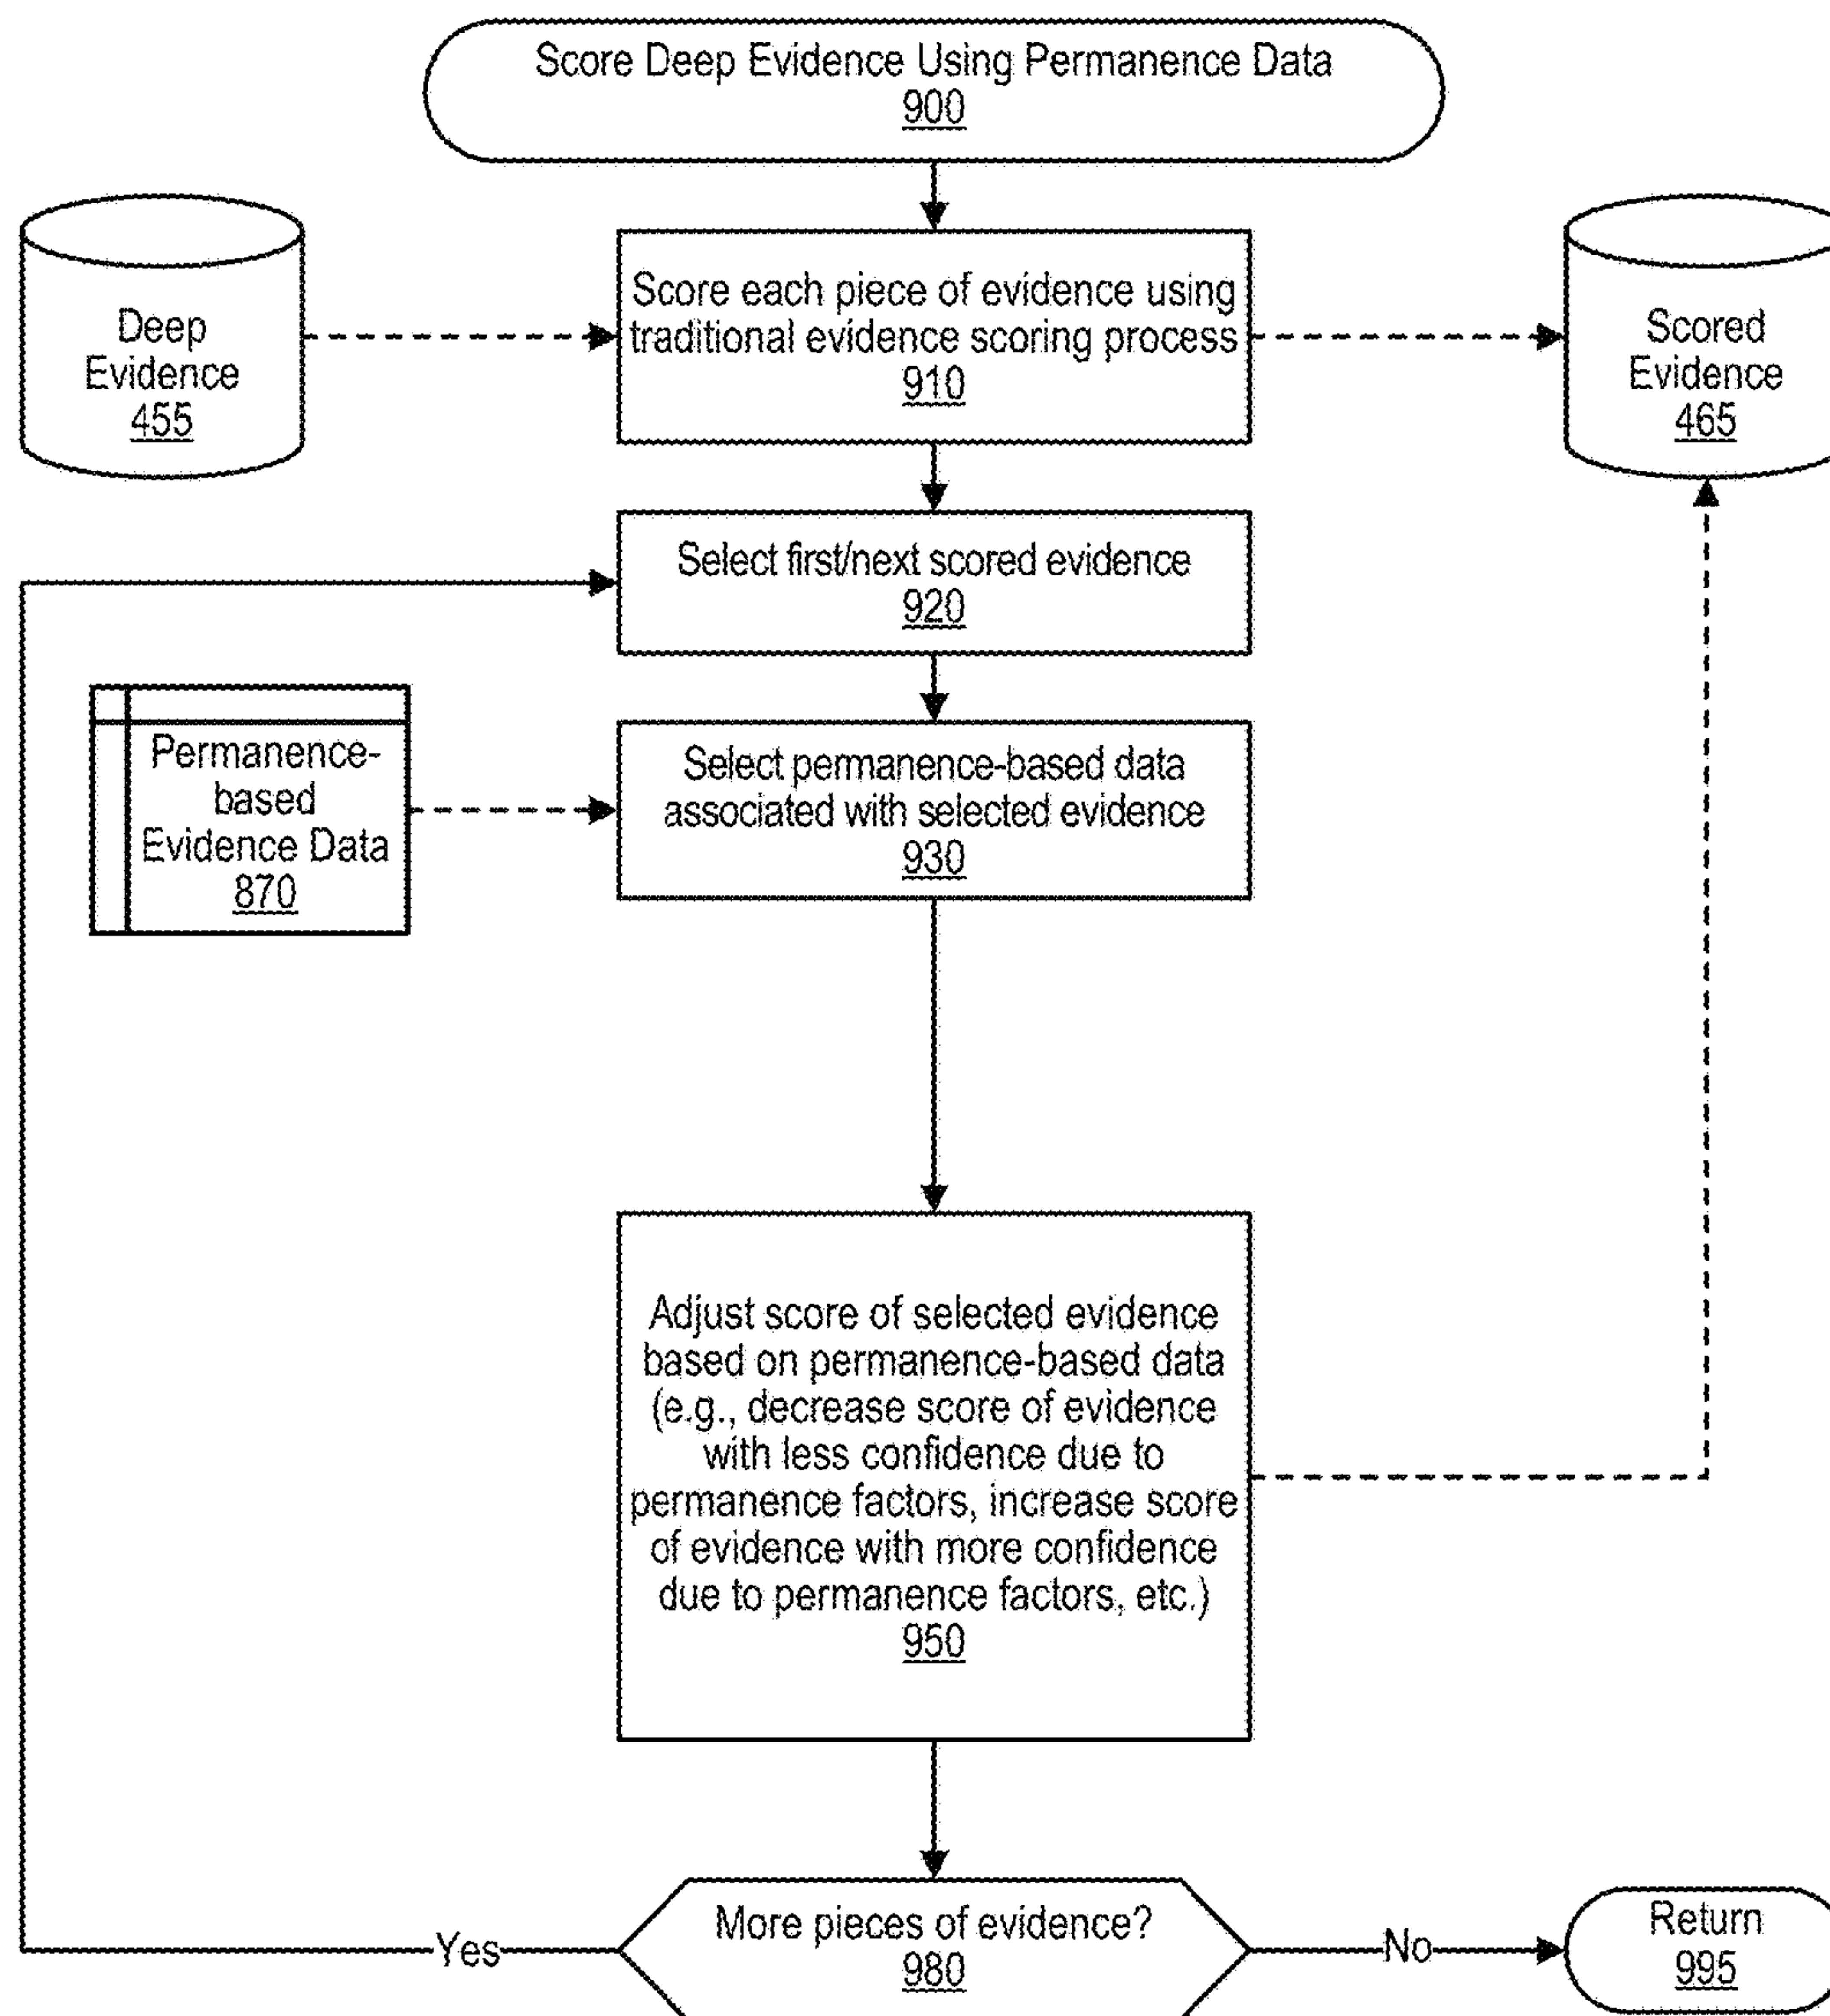 Score Deep Evidence Using Permanence Data
900
Deep
Evidence
455
Score each piece of evidence using
traditional evidence scoring process
910
Scored
Evidence
465
Select first/next scored evidence
920
Permanence-
based
Evidence Data
870
Select permanence-based data
associated with selected evidence
930
Adjust score of selected evidence
based on permanence-based data
(e.g., decrease score of evidence
with less confidence due to
permanence factors, increase score
of evidence with more confidence
due to permanence factors, etc.)
950
More pieces of evidence?
980
Yes
No
Return
995